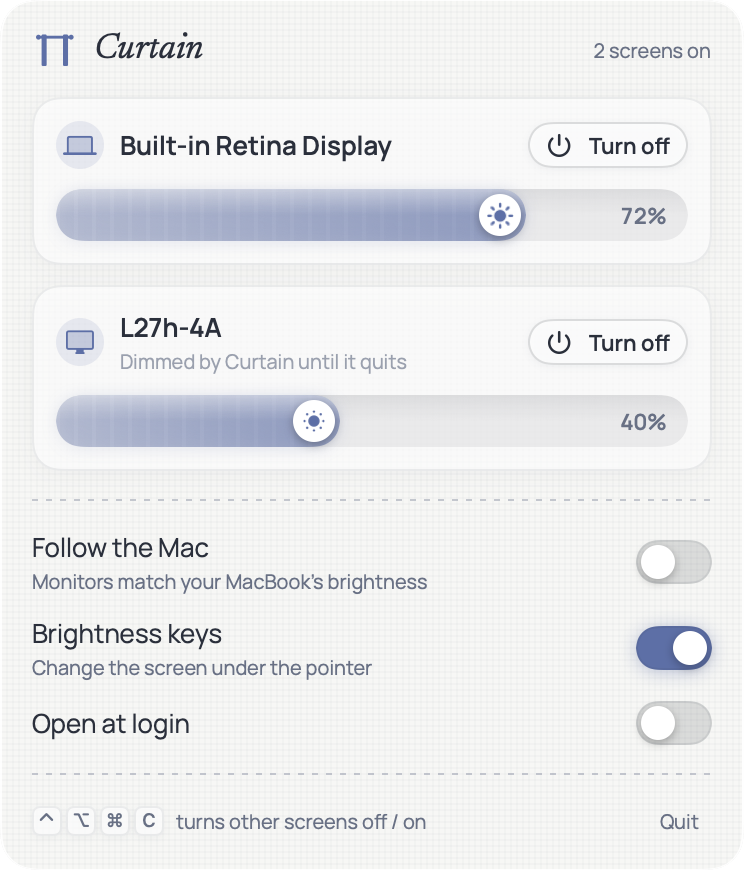 Curtain
2 screens on
Built-in Retina Display
Turn off
72%
L27h-4A
Dimmed by Curtain until it quits
Turn off
40%
Follow the Mac
Monitors match your MacBook's brightness
Brightness keys
Change the screen under the pointer
Open at login
⌃ ⌥ ⌘ C turns other screens off / on
Quit